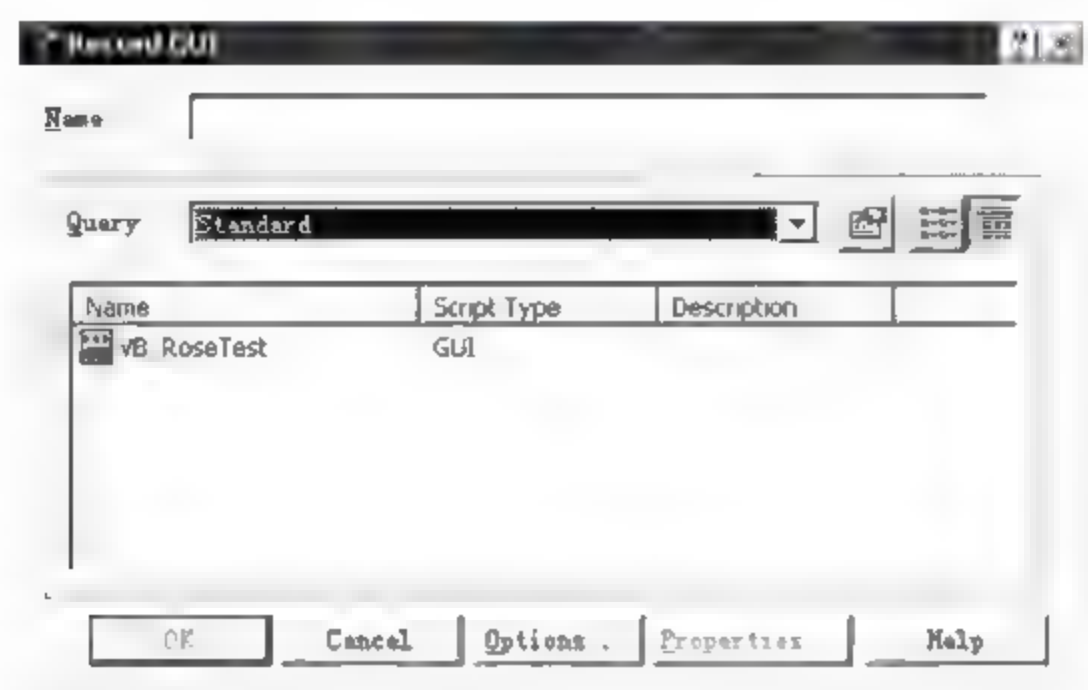 Record GUI
Name
Query Standard
Name Script Type Description
VB RoseTest GUI
OK Cancel Options . Properties Help